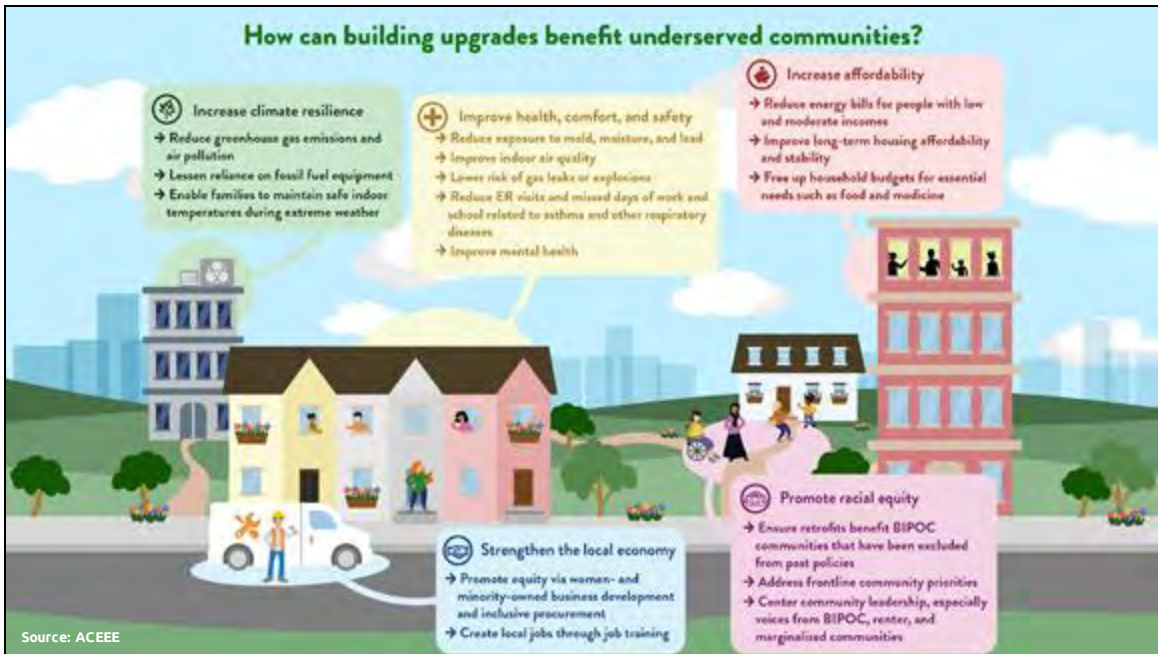 How can building upgrades benefit underserved communities?
Increase climate resilience
→ Reduce greenhouse gas emissions and
air pollution
→ Lessen reliance on fossil fuel equipment
→ Enable families to maintain safe indoor
temperatures during extreme weather
Improve health, comfort, and safety
→ Reduce exposure to mold, moisture, and lead
→ Improve indoor air quality
→ Lower risk of gas leaks or explosions
→ Reduce ER visits and missed days of work and
school related to asthma and other respiratory
diseases
→ Improve mental health
Increase affordability
→ Reduce energy bills for people with low
and moderate incomes
→ Improve long-term housing affordability
and stability
→ Free up household budgets for essential
needs such as food and medicine
Strengthen the local economy
→ Promote equity via women- and
minority-owned business development
and inclusive procurement
→ Create local jobs through job training
Promote racial equity
→ Ensure retrofits benefit BIPOC
communities that have been excluded
from past policies
→ Address frontline community priorities
→ Center community leadership, especially
voices from BIPOC, renter, and
marginalized communities
Source: ACEEE